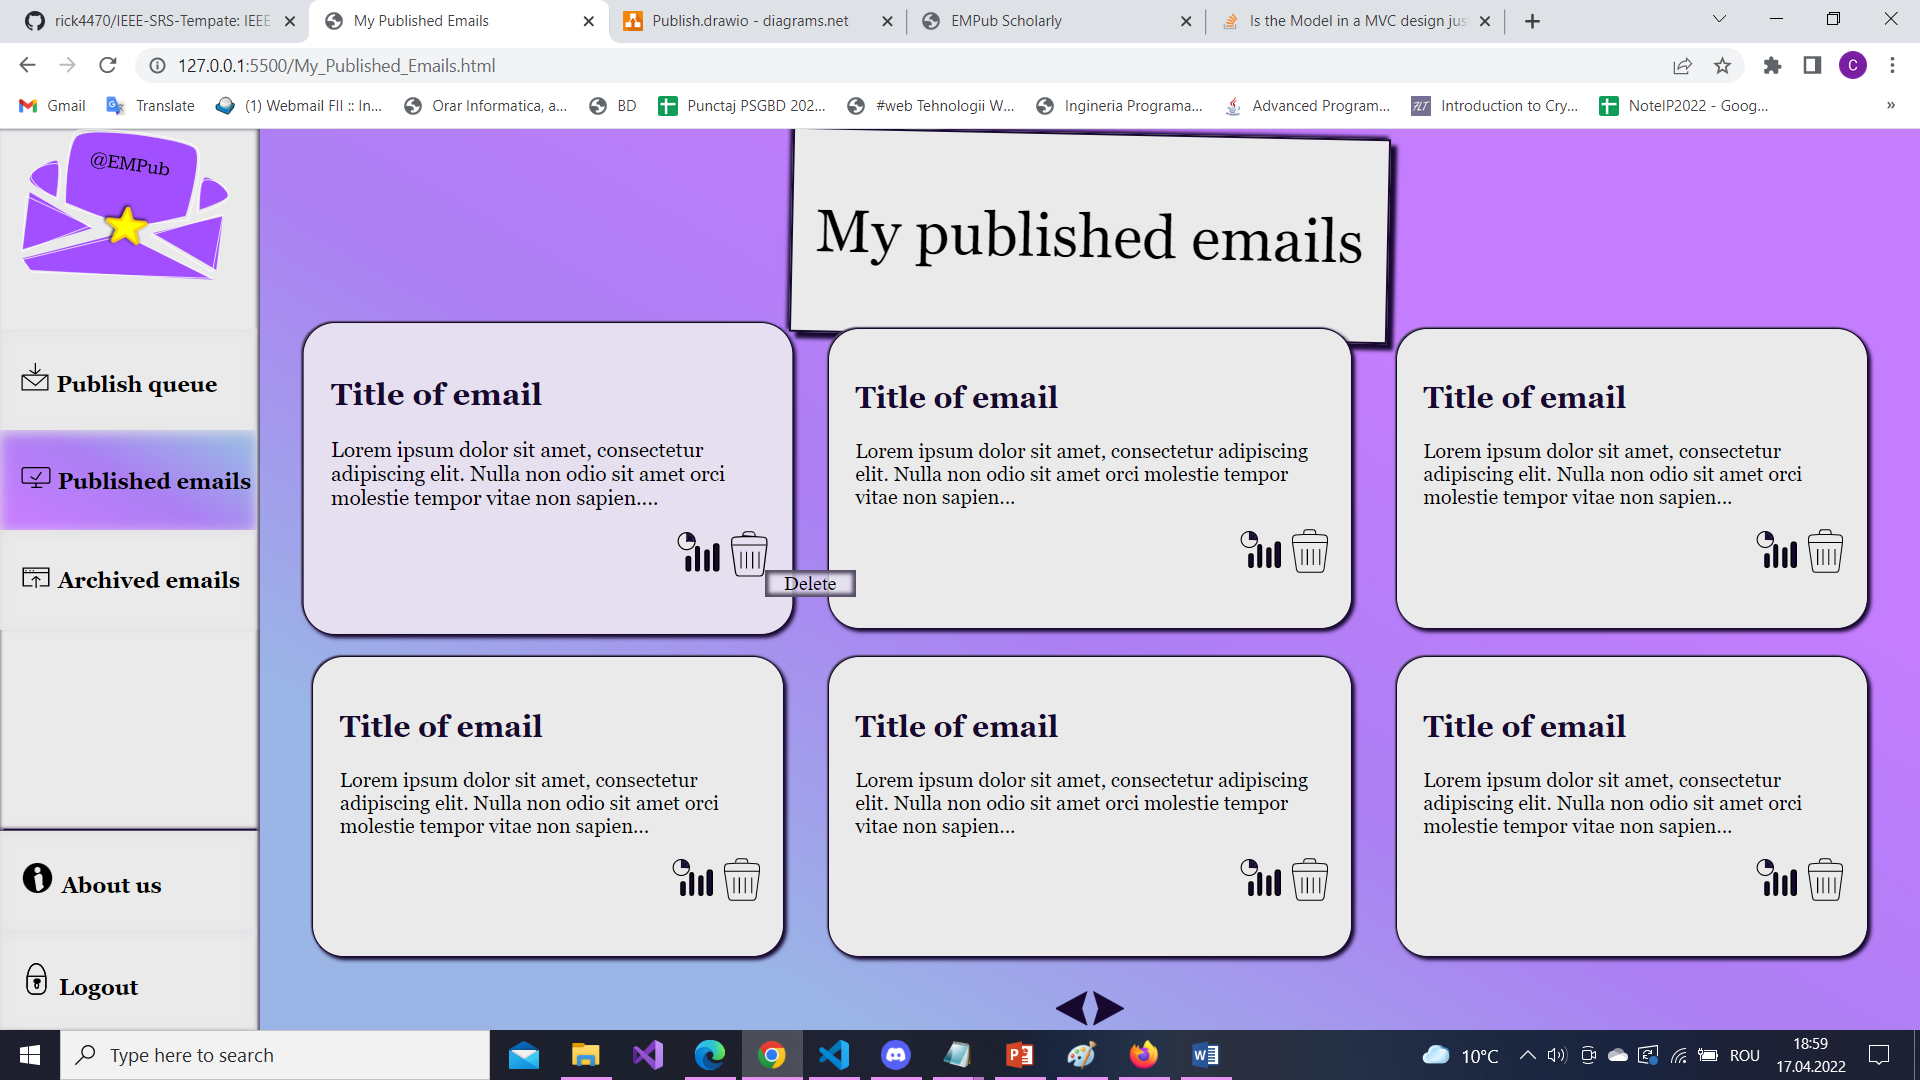 rick4470/IEEE-SRS-Tempate: IEEE
My Published Emails
Publish.drawio - diagrams.net
EMPub Scholarly
Is the Model in a MVC design jus
127.0.0.1:5500/My_Published_Emails.html
C
Gmail
Translate
(1) Webmail FII :: In...
Orar Informatica, a...
BD
Punctaj PSGBD 202...
#web Tehnologii W...
Ingineria Programa...
Advanced Program...
FLT
Introduction to Cry...
NoteIP2022 - Goog...
»
@EMPub
Publish queue
Published emails
Archived emails
About us
Logout
My published emails
Title of email
Lorem ipsum dolor sit amet, consectetur
adipiscing elit. Nulla non odio sit amet orci
molestie tempor vitae non sapien....
Delete
Title of email
Lorem ipsum dolor sit amet, consectetur adipiscing
elit. Nulla non odio sit amet orci molestie tempor
vitae non sapien...
Title of email
Lorem ipsum dolor sit amet, consectetur
adipiscing elit. Nulla non odio sit amet orci
molestie tempor vitae non sapien...
Title of email
Lorem ipsum dolor sit amet, consectetur
adipiscing elit. Nulla non odio sit amet orci
molestie tempor vitae non sapien...
Title of email
Lorem ipsum dolor sit amet, consectetur adipiscing
elit. Nulla non odio sit amet orci molestie tempor
vitae non sapien...
Title of email
Lorem ipsum dolor sit amet, consectetur
adipiscing elit. Nulla non odio sit amet orci
molestie tempor vitae non sapien...
Type here to search
10°C
ROU
18:59
17.04.2022